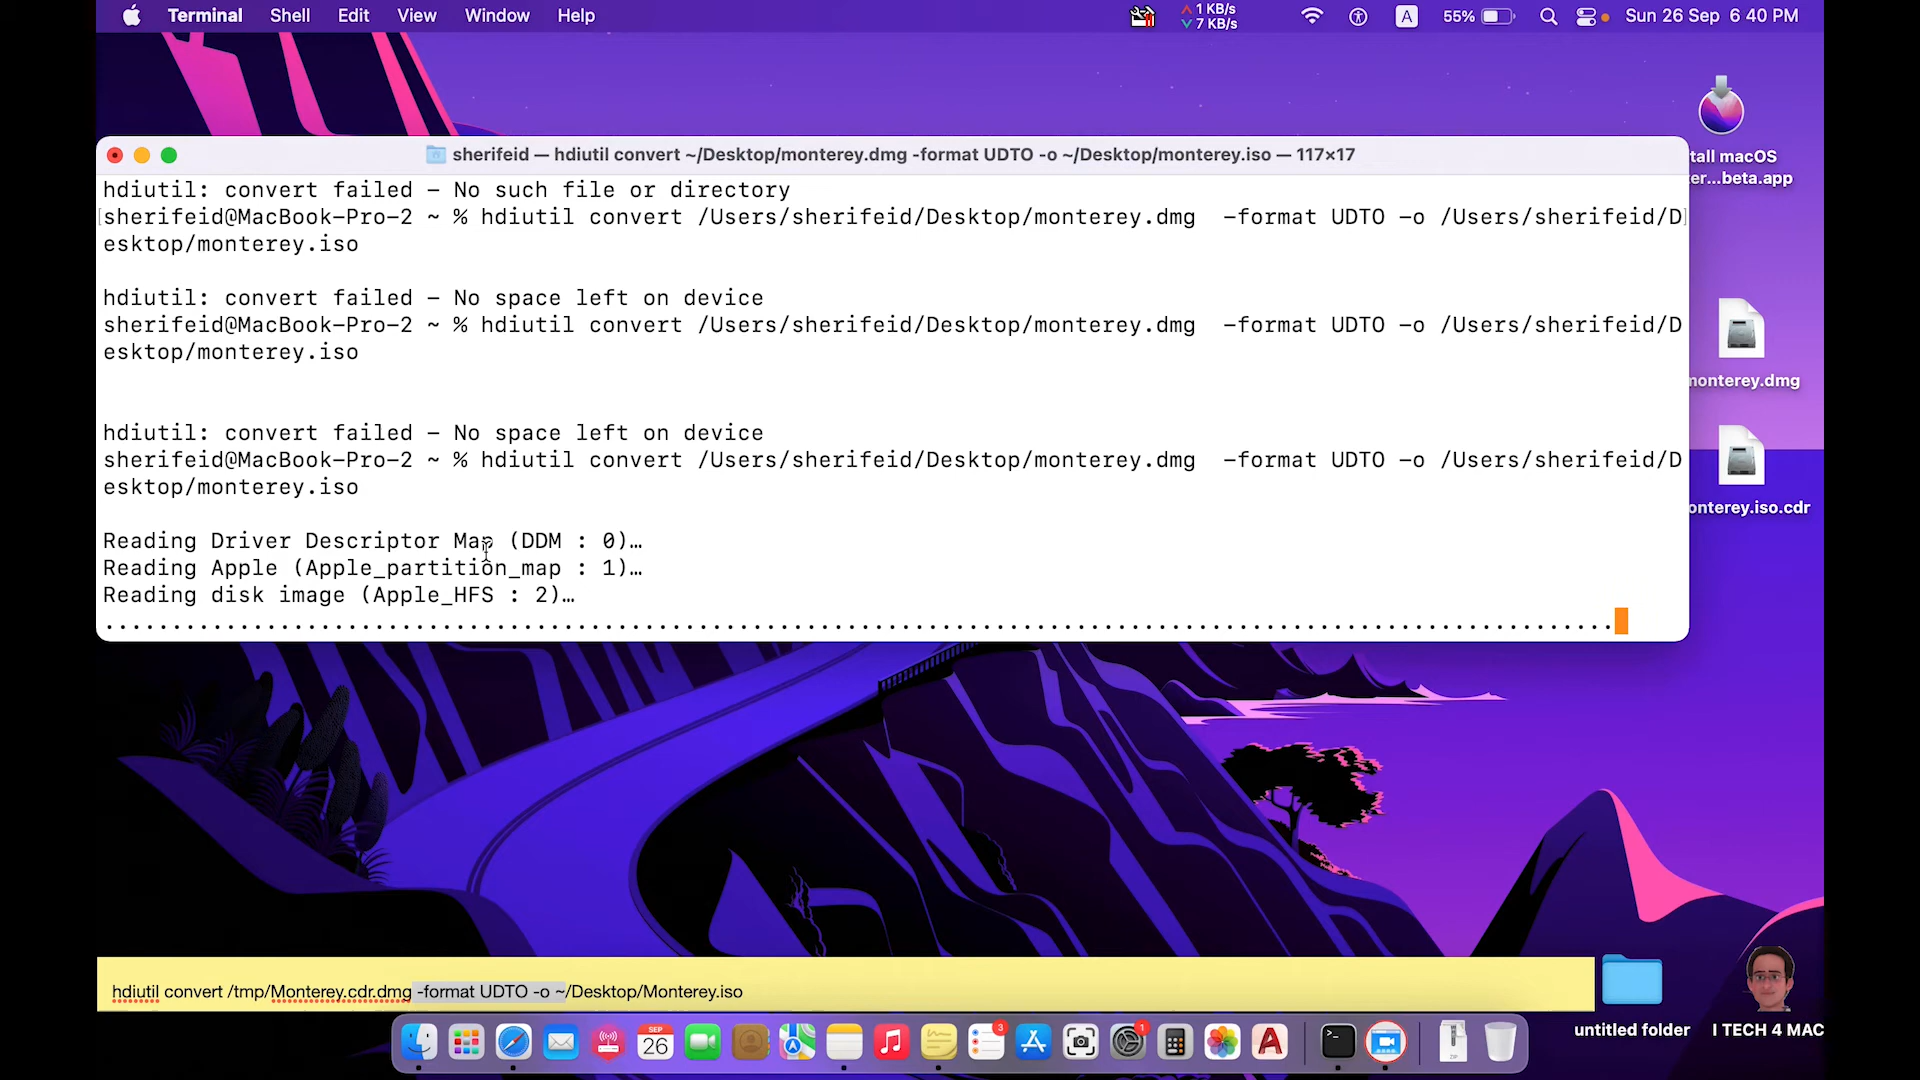 Terminal Shell Edit View Window Help 1 KB/s 7 KB/s A 55% Sun 26 Sep 6:40 PM
sherifeid — hdiutil convert ~/Desktop/monterey.dmg -format UDTO -o ~/Desktop/monterey.iso — 117×17
hdiutil: convert failed - No such file or directory
[sherifeid@MacBook-Pro-2 ~ % hdiutil convert /Users/sherifeid/Desktop/monterey.dmg  -format UDTO -o /Users/sherifeid/D]
esktop/monterey.iso
hdiutil: convert failed - No space left on device
sherifeid@MacBook-Pro-2 ~ % hdiutil convert /Users/sherifeid/Desktop/monterey.dmg  -format UDTO -o /Users/sherifeid/D
esktop/monterey.iso
hdiutil: convert failed - No space left on device
sherifeid@MacBook-Pro-2 ~ % hdiutil convert /Users/sherifeid/Desktop/monterey.dmg  -format UDTO -o /Users/sherifeid/D
esktop/monterey.iso
Reading Driver Descriptor Map (DDM : 0)…
Reading Apple (Apple_partition_map : 1)…
Reading disk image (Apple_HFS : 2)…
................................................................................................................
tall macOS
er...beta.app
onterey.dmg
onterey.iso.cdr
hdiutil convert /tmp/Monterey.cdr.dmg -format UDTO -o ~/Desktop/Monterey.iso
untitled folder
I TECH 4 MAC
SEP
26
3
1
ZIP